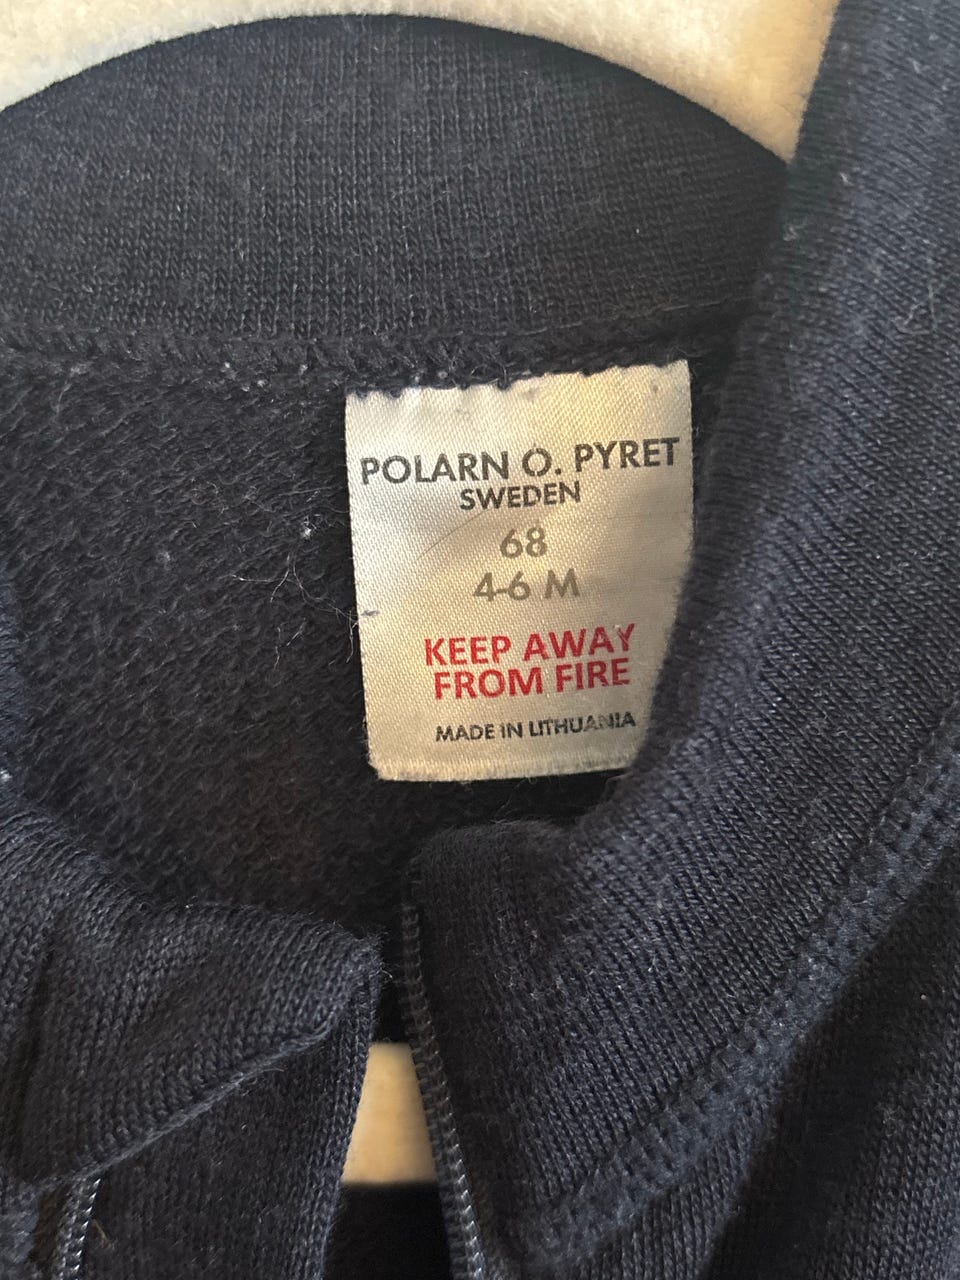 POLARN O. PYRET
SWEDEN
68
4-6 M
KEEP AWAY
FROM FIRE
MADE IN LITHUANIA